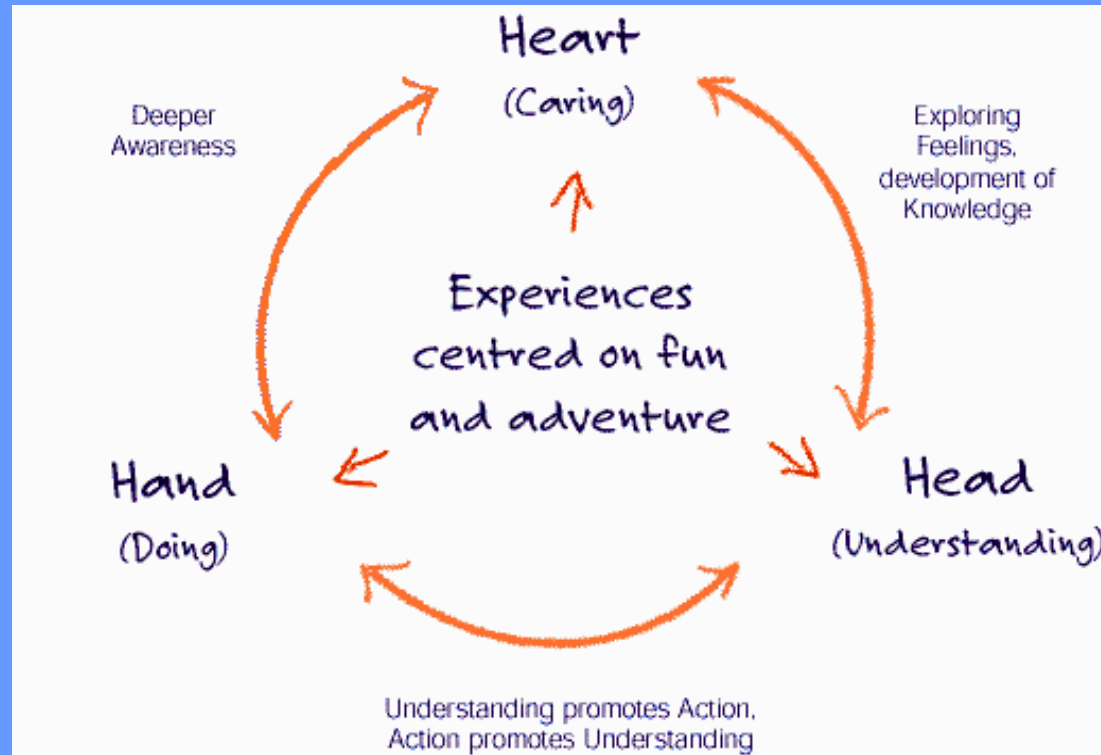 Heart
(Caring)
Deeper
Awareness
Exploring
Feelings,
development of
Knowledge
Experiences
centred on fun
and adventure
Hand
(Doing)
Head
(Understanding)
Understanding promotes Action,
Action promotes Understanding